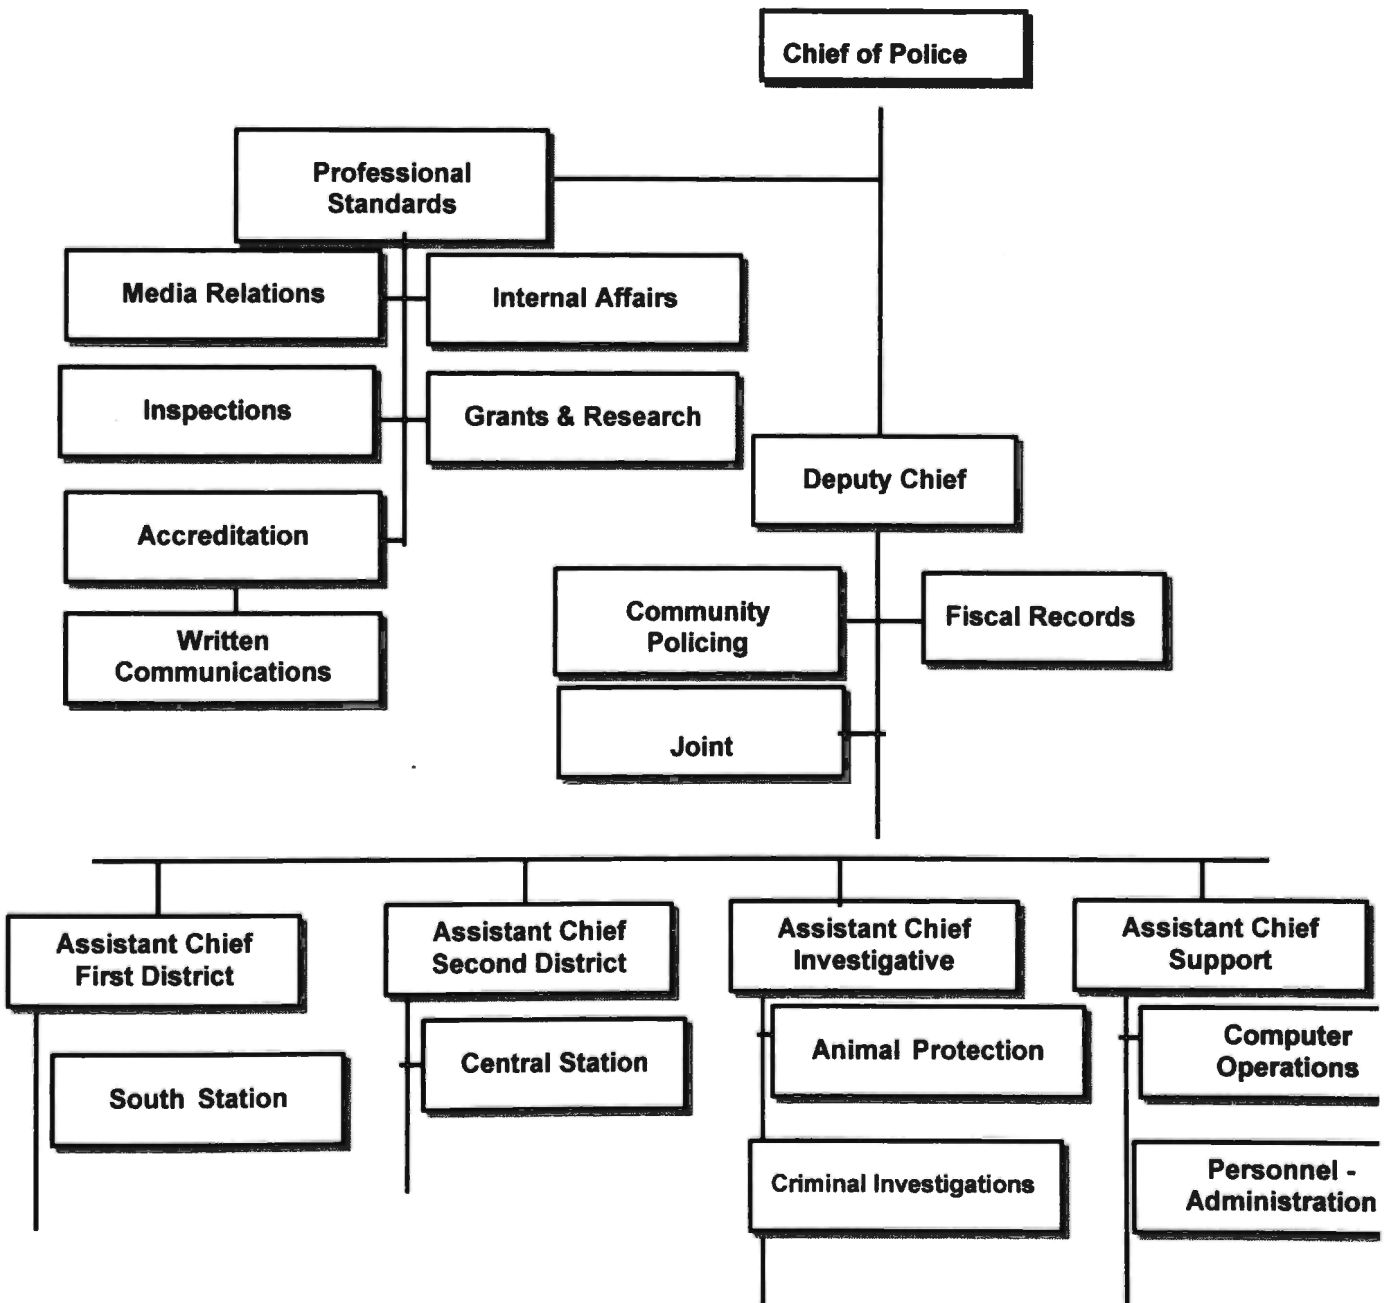 Chief of Police
Professional
Standards
Media Relations
Internal Affairs
Inspections
Grants & Research
Deputy Chief
Accreditation
Community
Policing
Fiscal Records
Written
Communications
Joint
Assistant Chief
First District
Assistant Chief
Second District
Assistant Chief
Investigative
Assistant Chief
Support
South Station
Central Station
Animal Protection
Computer
Operations
Criminal Investigations
Personnel -
Administration